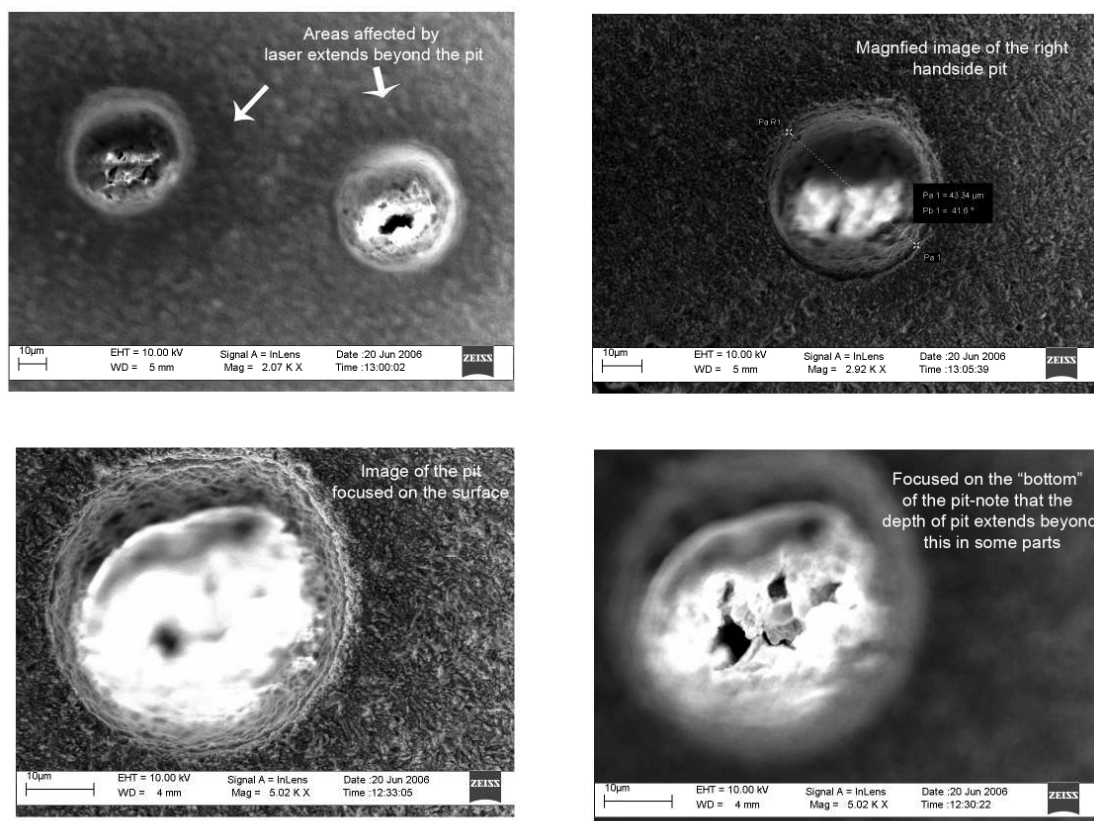 Areas affected by
laser extends beyond the pit
10µm
EHT = 10.00 kV
Signal A = InLens
Date :20 Jun 2006
WD = 5 mm
Mag = 2.07 K X
Time :13:00:02
ZEISS
Magnfied image of the right
handside pit
Pa R1
Pa 1 = 43.34 µm
Pb 1 = 41.6 °
Pa 1
10µm
EHT = 10.00 kV
Signal A = InLens
Date :20 Jun 2006
WD = 5 mm
Mag = 2.92 K X
Time :13:05:39
ZEISS
Image of the pit
focused on the surface
10µm
EHT = 10.00 kV
Signal A = InLens
Date :20 Jun 2006
WD = 4 mm
Mag = 5.02 K X
Time :12:33:05
ZEISS
Focused on the “bottom”
of the pit-note that the
depth of pit extends beyond
this in some parts
10µm
EHT = 10.00 kV
Signal A = InLens
Date :20 Jun 2006
WD = 4 mm
Mag = 5.02 K X
Time :12:30:22
ZEISS